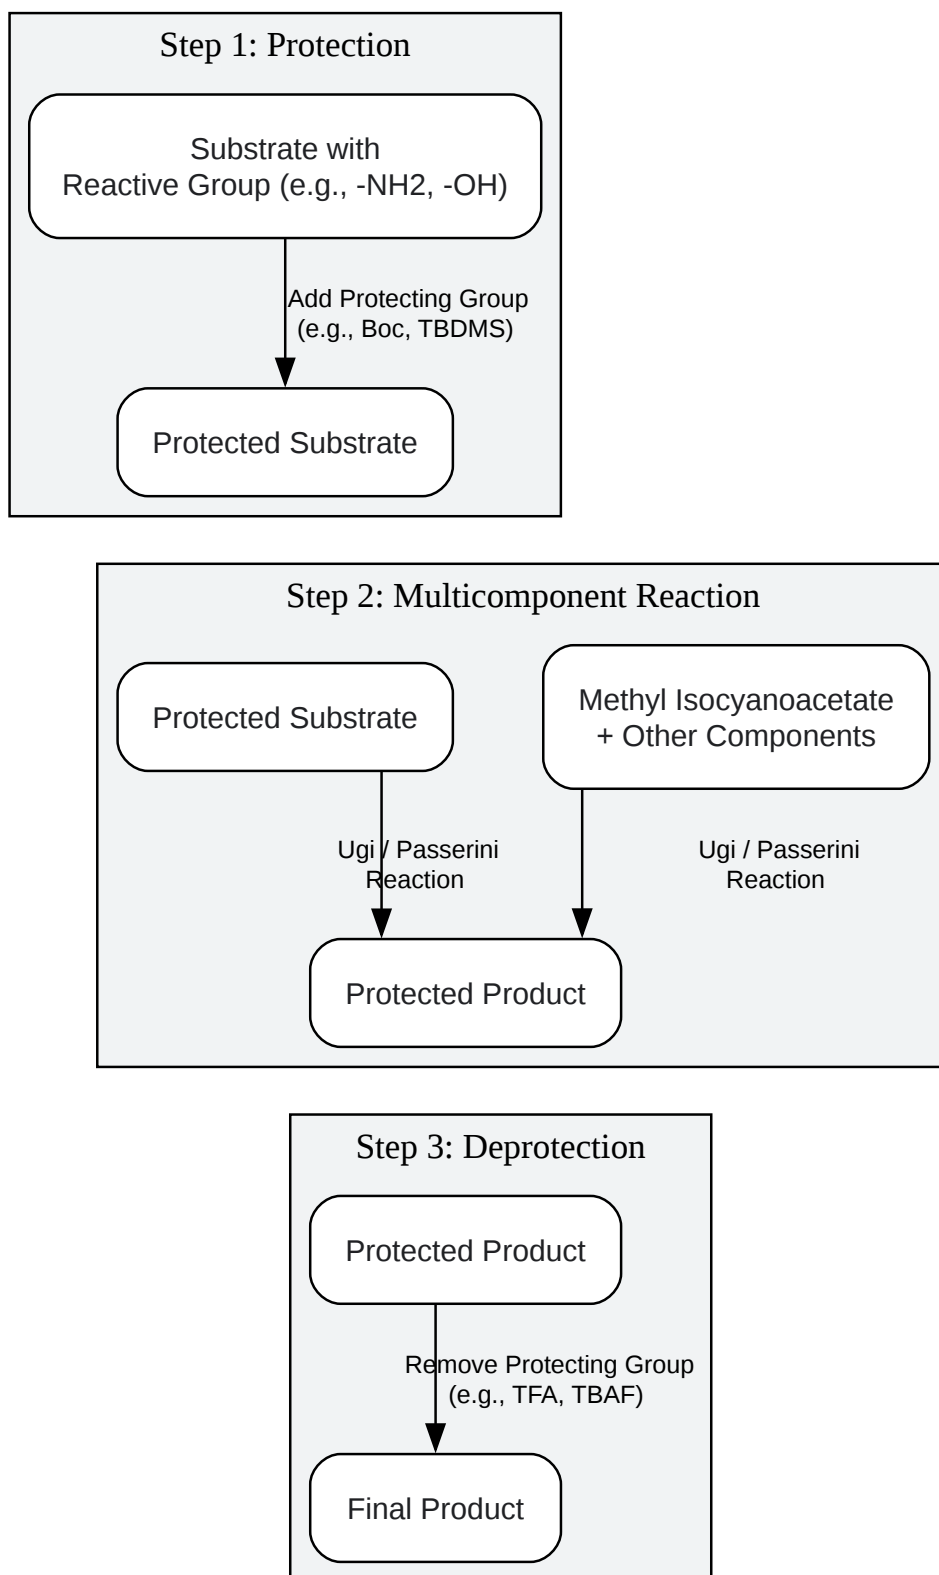 Step 1: Protection
Substrate with
Reactive Group (e.g., -NH2, -OH)
Add Protecting Group
(e.g., Boc, TBDMS)
Protected Substrate
Step 2: Multicomponent Reaction
Protected Substrate
Methyl Isocyanoacetate
+ Other Components
Ugi / Passerini
Reaction
Ugi / Passerini
Reaction
Protected Product
Step 3: Deprotection
Protected Product
Remove Protecting Group
(e.g., TFA, TBAF)
Final Product